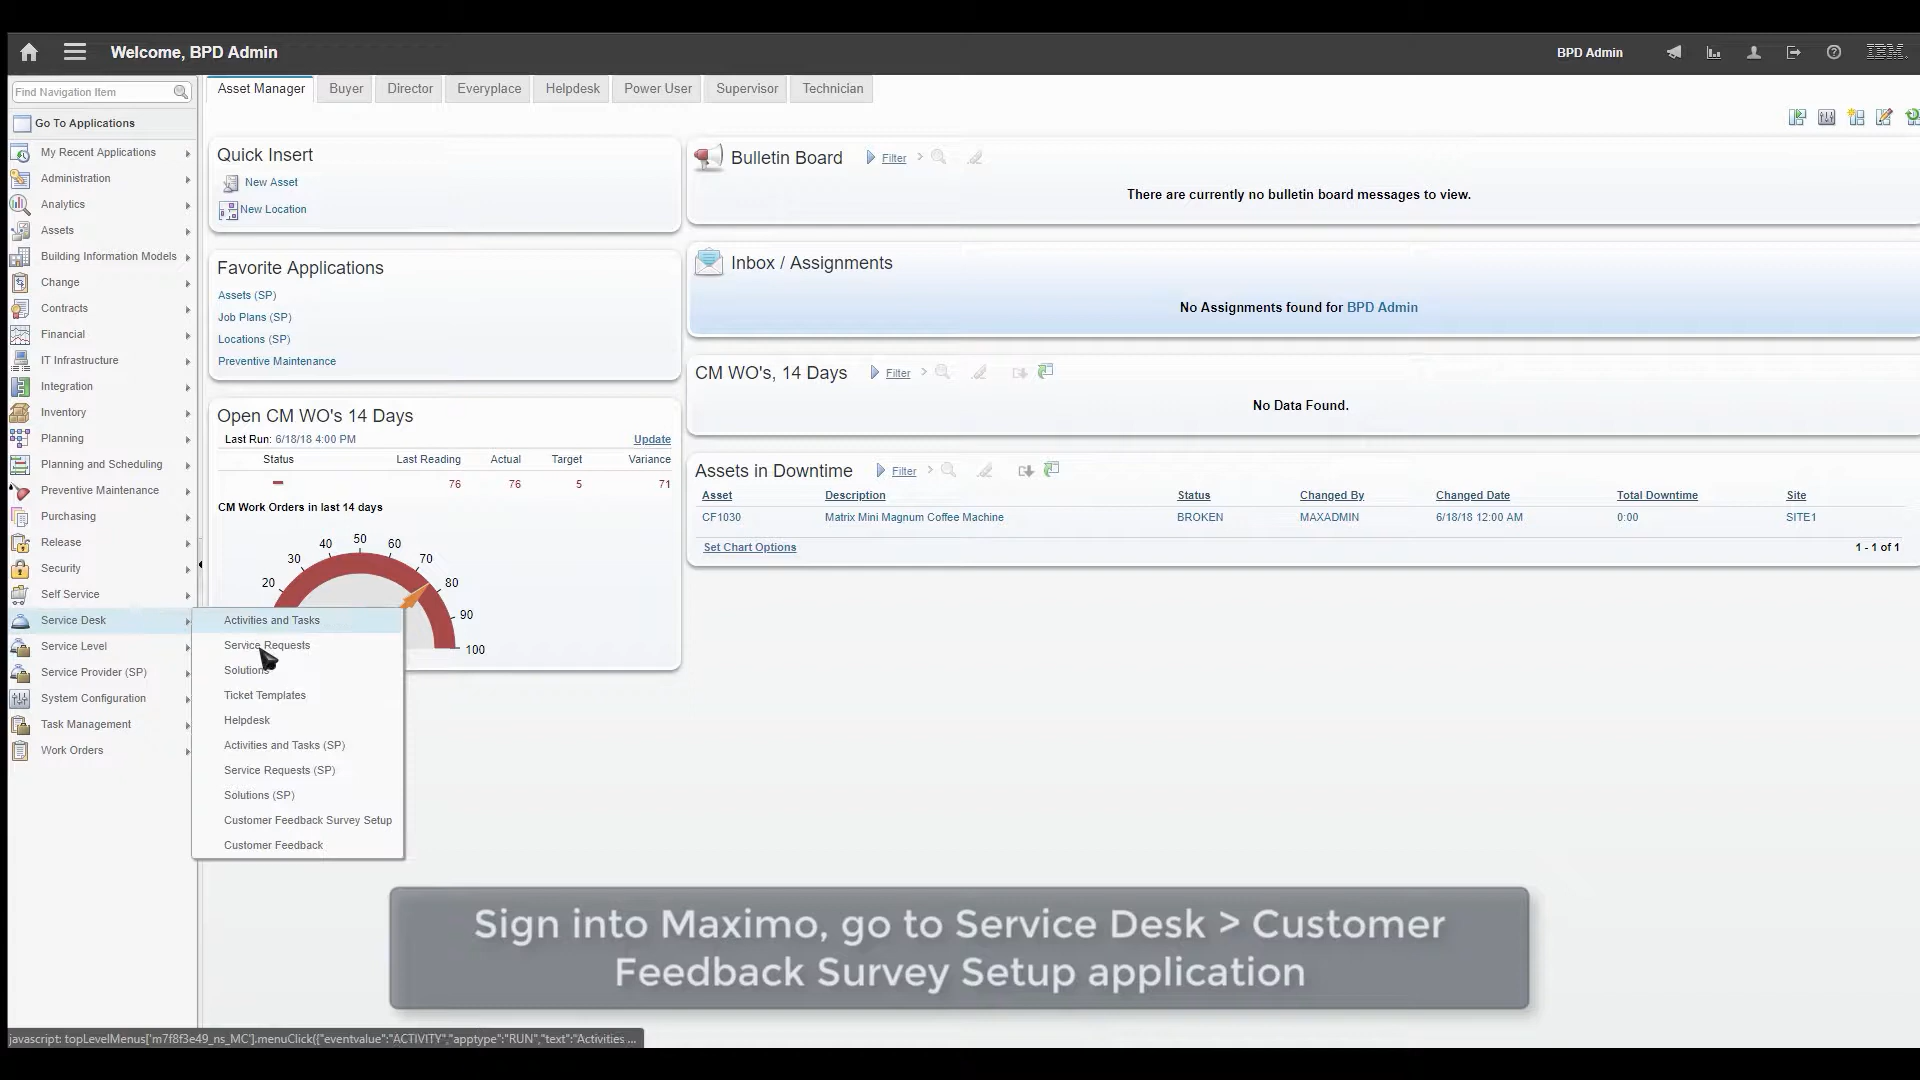 Welcome, BPD Admin
BPD Admin
IBM.
Find Navigation Item
Go To Applications
My Recent Applications
Administration
Analytics
Assets
Building Information Models
Change
Contracts
Financial
IT Infrastructure
Integration
Inventory
Planning
Planning and Scheduling
Preventive Maintenance
Purchasing
Release
Security
Self Service
Service Desk
Service Level
Service Provider (SP)
System Configuration
Task Management
Work Orders
Asset Manager Buyer Director Everyplace Helpdesk Power User Supervisor Technician
Quick Insert
New Asset
New Location
Favorite Applications
Assets (SP)
Job Plans (SP)
Locations (SP)
Preventive Maintenance
Open CM WO's 14 Days
Last Run: 6/18/18 4:00 PM Update
Status Last Reading Actual Target Variance
76 76 5 71
CM Work Orders in last 14 days
20 30 40 50 60 70 80 90 100
Activities and Tasks
Service Requests
Solutions
Ticket Templates
Helpdesk
Activities and Tasks (SP)
Service Requests (SP)
Solutions (SP)
Customer Feedback Survey Setup
Customer Feedback
Bulletin Board Filter
There are currently no bulletin board messages to view.
Inbox / Assignments
No Assignments found for BPD Admin
CM WO's, 14 Days Filter
No Data Found.
Assets in Downtime Filter
Asset Description Status Changed By Changed Date Total Downtime Site
CF1030 Matrix Mini Magnum Coffee Machine BROKEN MAXADMIN 6/18/18 12:00 AM 0:00 SITE1
Set Chart Options 1 - 1 of 1
Sign into Maximo, go to Service Desk > Customer
Feedback Survey Setup application
javascript: topLevelMenus['m7f8f3e49_ns_MC'].menuClick({"eventvalue":"ACTIVITY","apptype":"RUN","text":"Activities ...